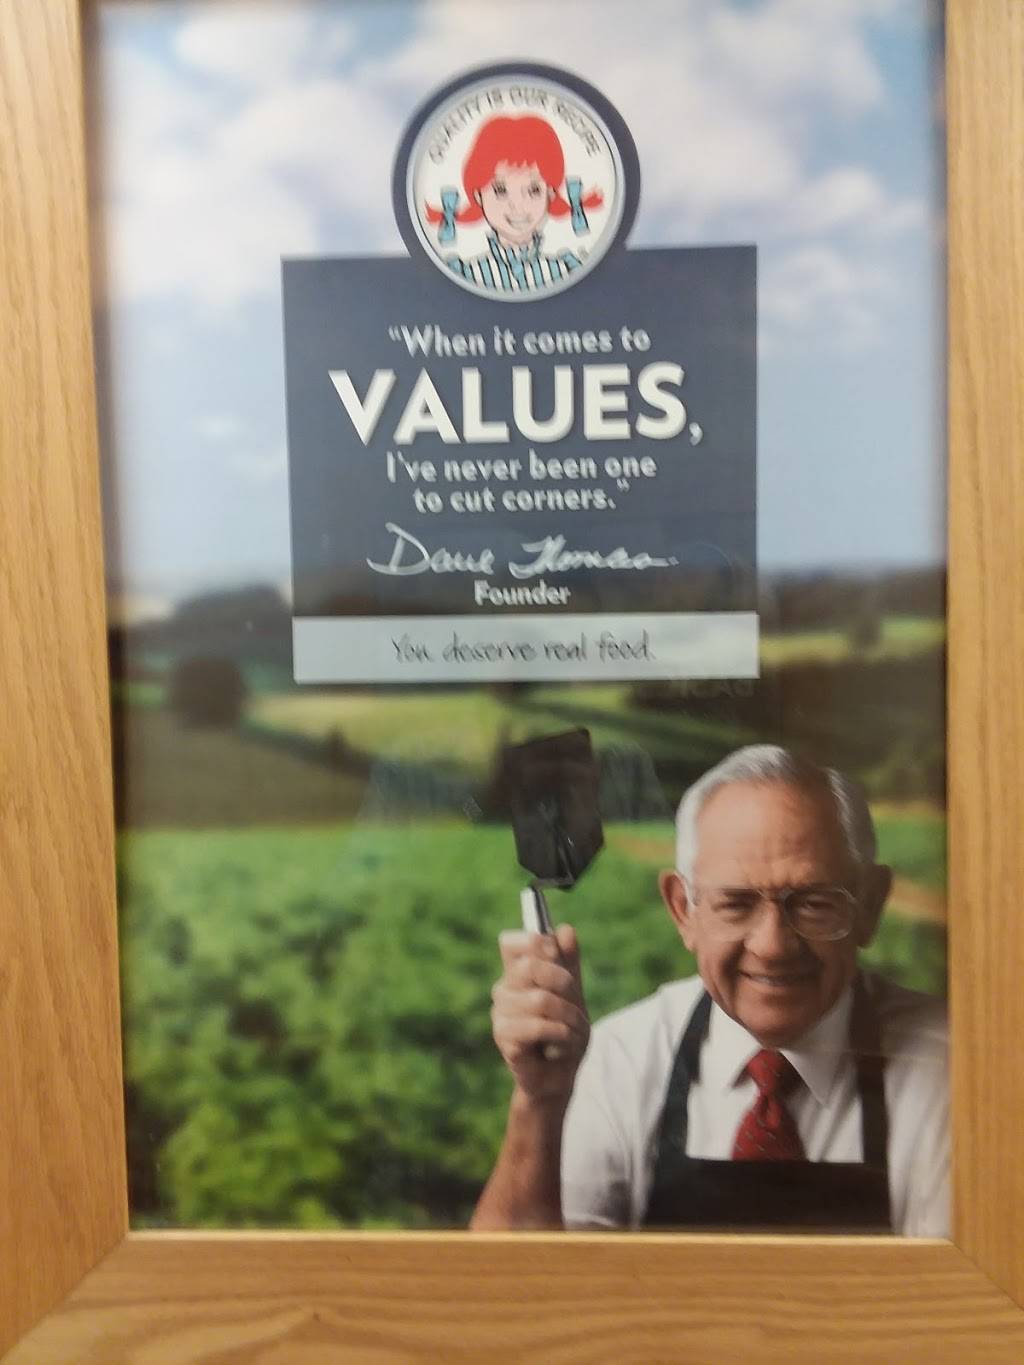 QUALITY IS OUR RECIPE
"When it comes to
VALUES,
I've never been one
to cut corners."
Dave Thomas
Founder
You deserve real food.